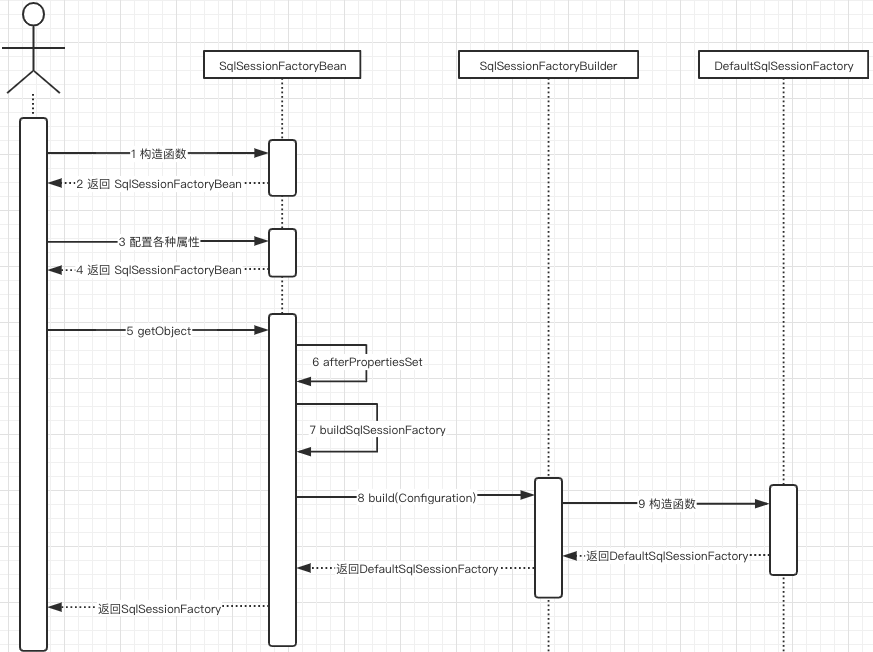 SqlSessionFactoryBean
SqlSessionFactoryBuilder
DefaultSqlSessionFactory
1 构造函数
2 返回 SqlSessionFactoryBean
3 配置各种属性
4 返回 SqlSessionFactoryBean
5 getObject
6 afterPropertiesSet
7 buildSqlSessionFactory
8 build(Configuration)
9 构造函数
返回DefaultSqlSessionFactory
返回DefaultSqlSessionFactory
返回SqlSessionFactory